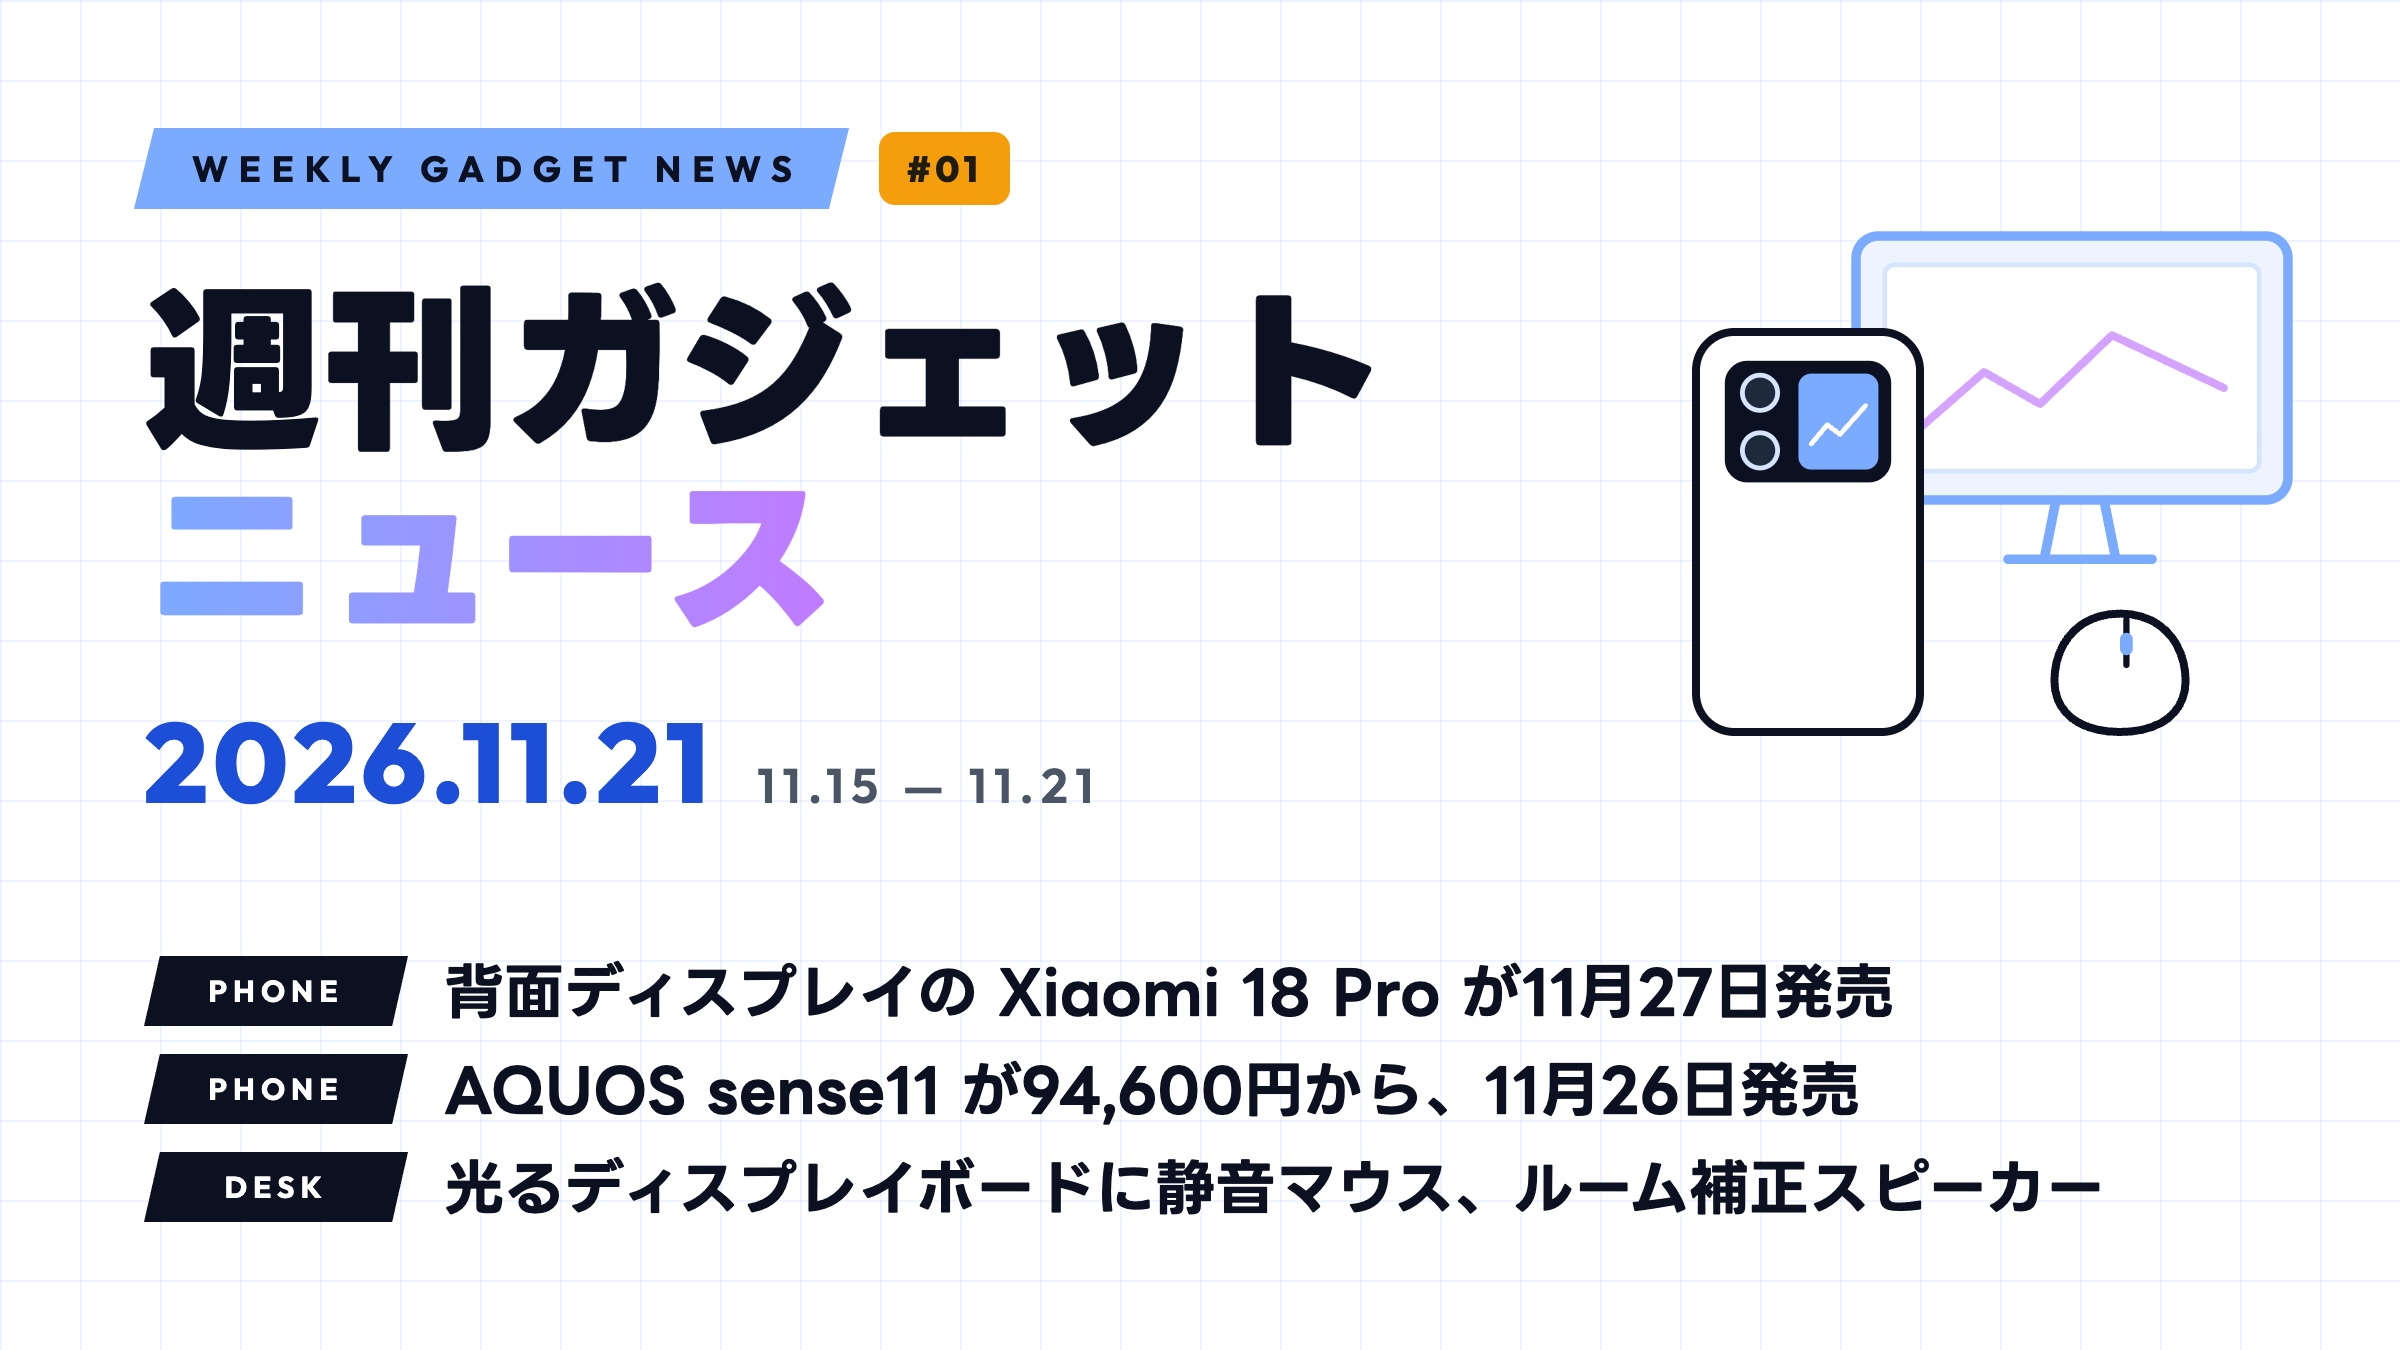 WEEKLY GADGET NEWS #01
週刊ガジェット
ニュース
2026.11.21 11.15 — 11.21
PHONE 背面ディスプレイの Xiaomi 18 Pro が11月27日発売
PHONE AQUOS sense11 が94,600円から、11月26日発売
DESK 光るディスプレイボードに静音マウス、ルーム補正スピーカー